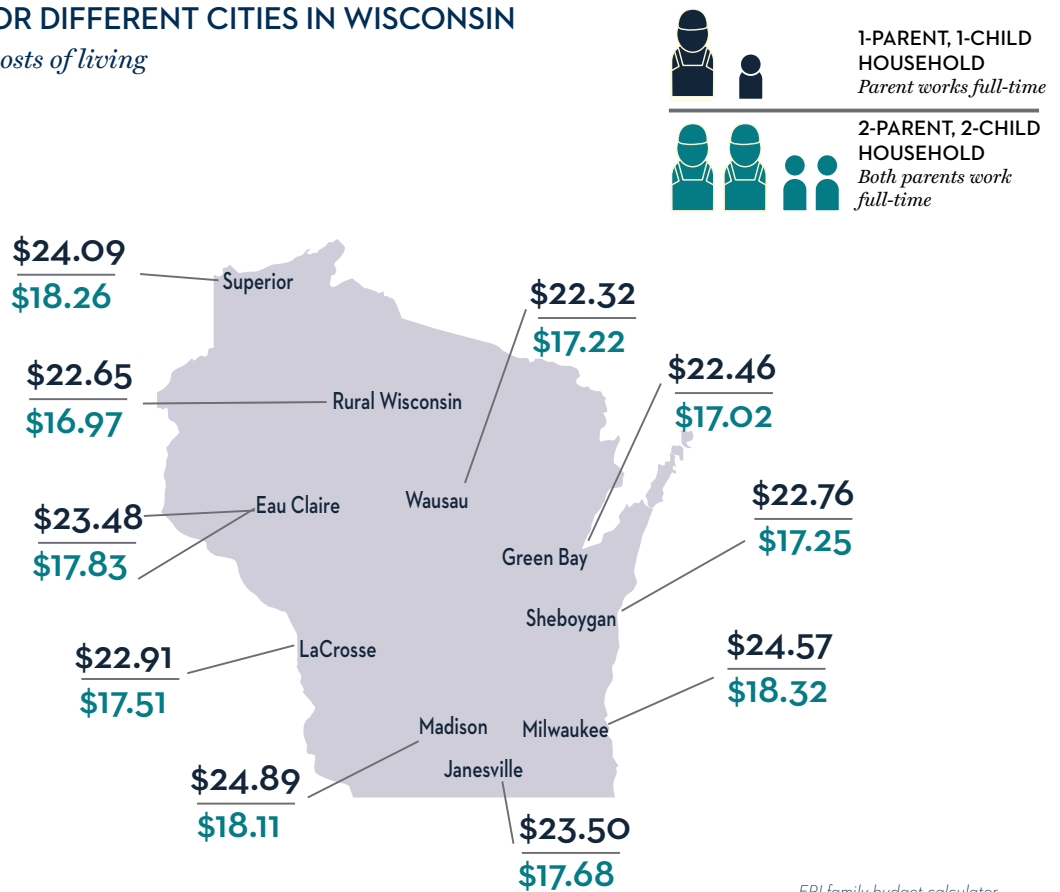 OR DIFFERENT CITIES IN WISCONSIN
osts of living
1-PARENT, 1-CHILD
HOUSEHOLD
Parent works full-time
2-PARENT, 2-CHILD
HOUSEHOLD
Both parents work
full-time
$24.09
$18.26
Superior
$22.32
$17.22
$22.65
$16.97
Rural Wisconsin
$22.46
$17.02
Wausau
Eau Claire
$23.48
$17.83
$22.76
$17.25
Green Bay
Sheboygan
LaCrosse
$22.91
$17.51
$24.57
$18.32
Madison
Milwaukee
Janesville
$24.89
$18.11
$23.50
$17.68
EPI family budget calculator